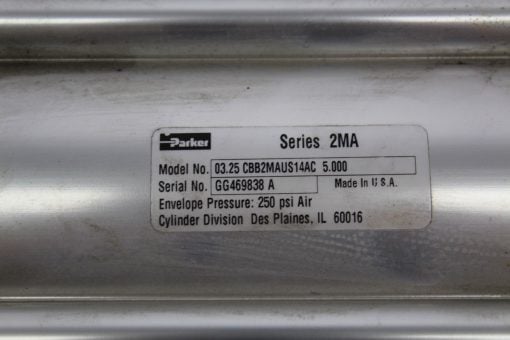 Parker Series 2MA
Model No. 03.25 CBB2MAUS14AC 5.000
Serial No. GG469838 A Made in U.S.A.
Envelope Pressure: 250 psi Air
Cylinder Division Des Plaines, IL 60016